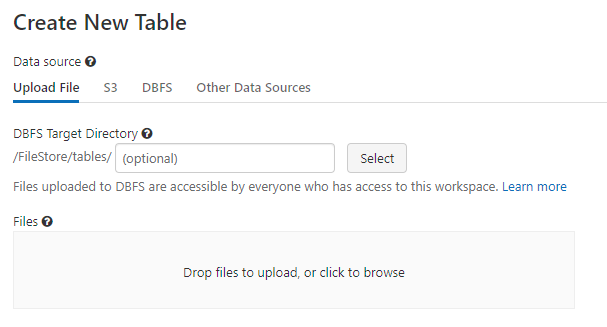 Create New Table
Data source
Upload File S3 DBFS Other Data Sources
DBFS Target Directory
/FileStore/tables/ (optional) Select
Files uploaded to DBFS are accessible by everyone who has access to this workspace. Learn more
Files
Drop files to upload, or click to browse